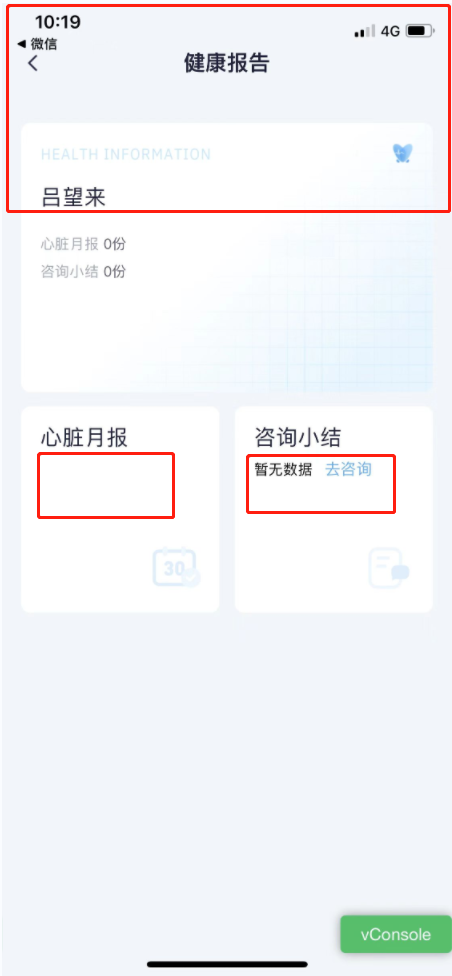 10:19
4G
◀ 微信
健康报告
HEALTH INFORMATION
吕望来
心脏月报 0份
咨询小结 0份
心脏月报
咨询小结
暂无数据 去咨询
30
vConsole